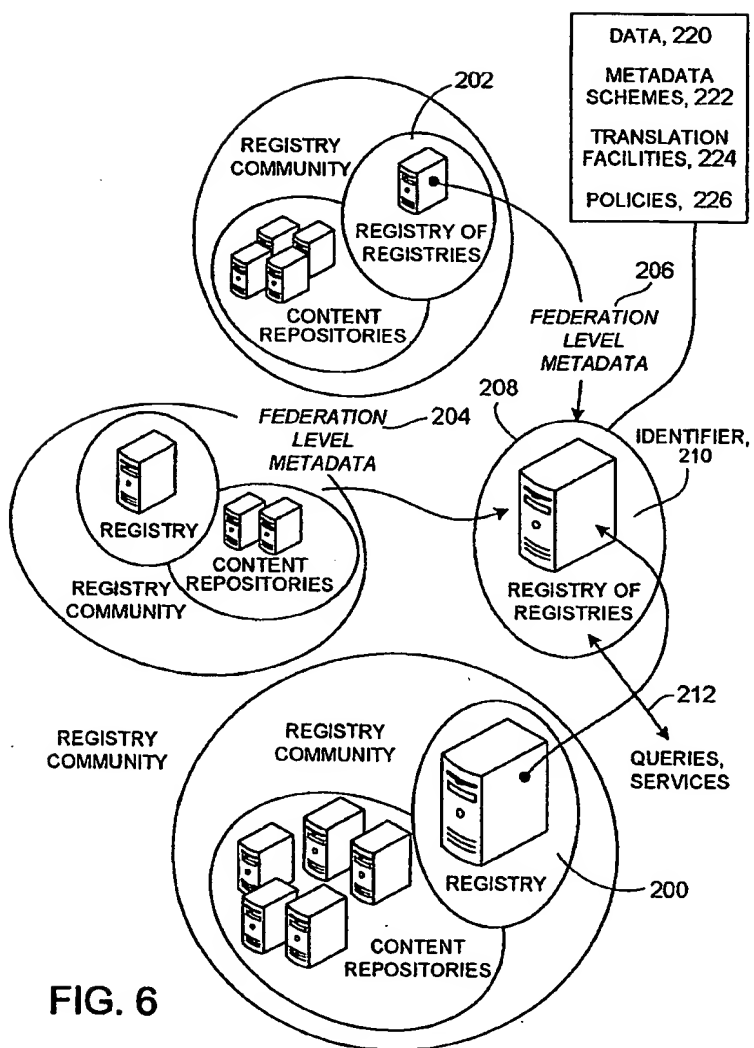 DATA, 220
METADATA
SCHEMES, 222
TRANSLATION
FACILITIES, 224
POLICIES, 226
202
REGISTRY
COMMUNITY
REGISTRY OF
REGISTRIES
CONTENT
REPOSITORIES
206
FEDERATION
LEVEL
METADATA
FEDERATION
LEVEL
METADATA
204
208
IDENTIFIER,
210
REGISTRY
CONTENT
REPOSITORIES
REGISTRY
COMMUNITY
REGISTRY OF
REGISTRIES
212
QUERIES,
SERVICES
REGISTRY
COMMUNITY
REGISTRY
COMMUNITY
REGISTRY
200
CONTENT
REPOSITORIES
FIG. 6